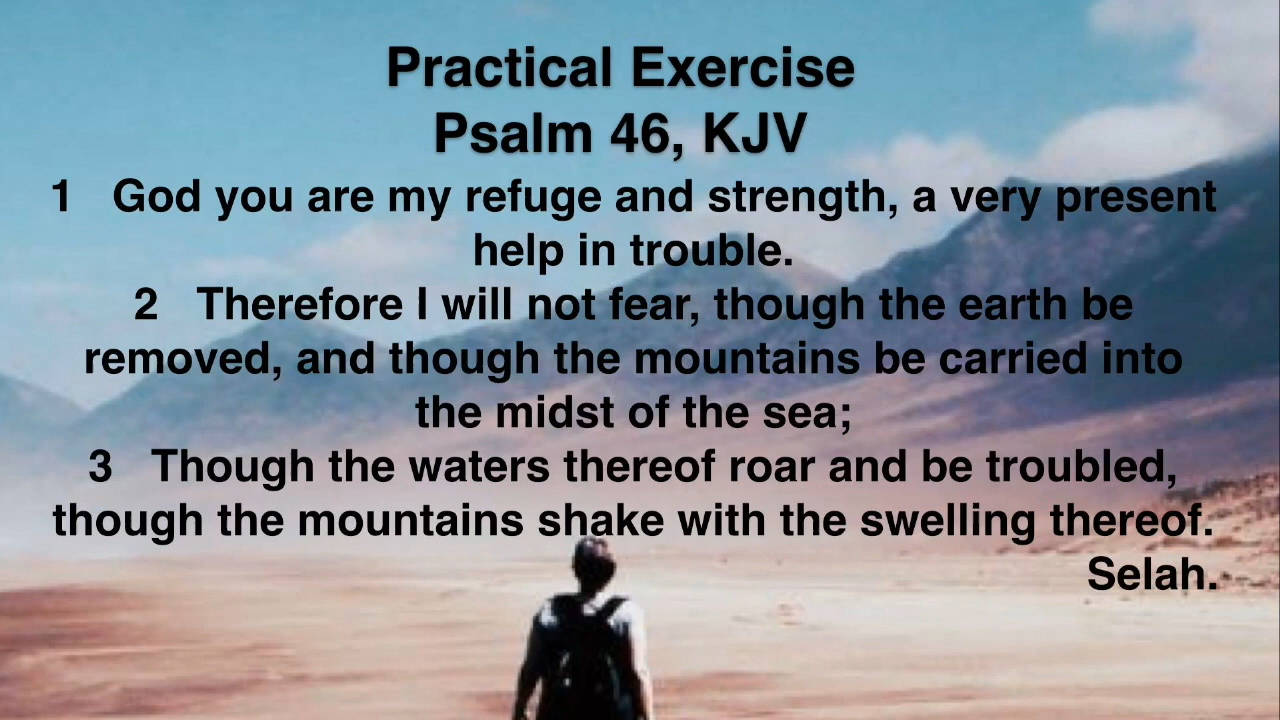 Practical Exercise
Psalm 46, KJV
1 God you are my refuge and strength, a very present
help in trouble.
2 Therefore I will not fear, though the earth be
removed, and though the mountains be carried into
the midst of the sea;
3 Though the waters thereof roar and be troubled,
though the mountains shake with the swelling thereof.
Selah.